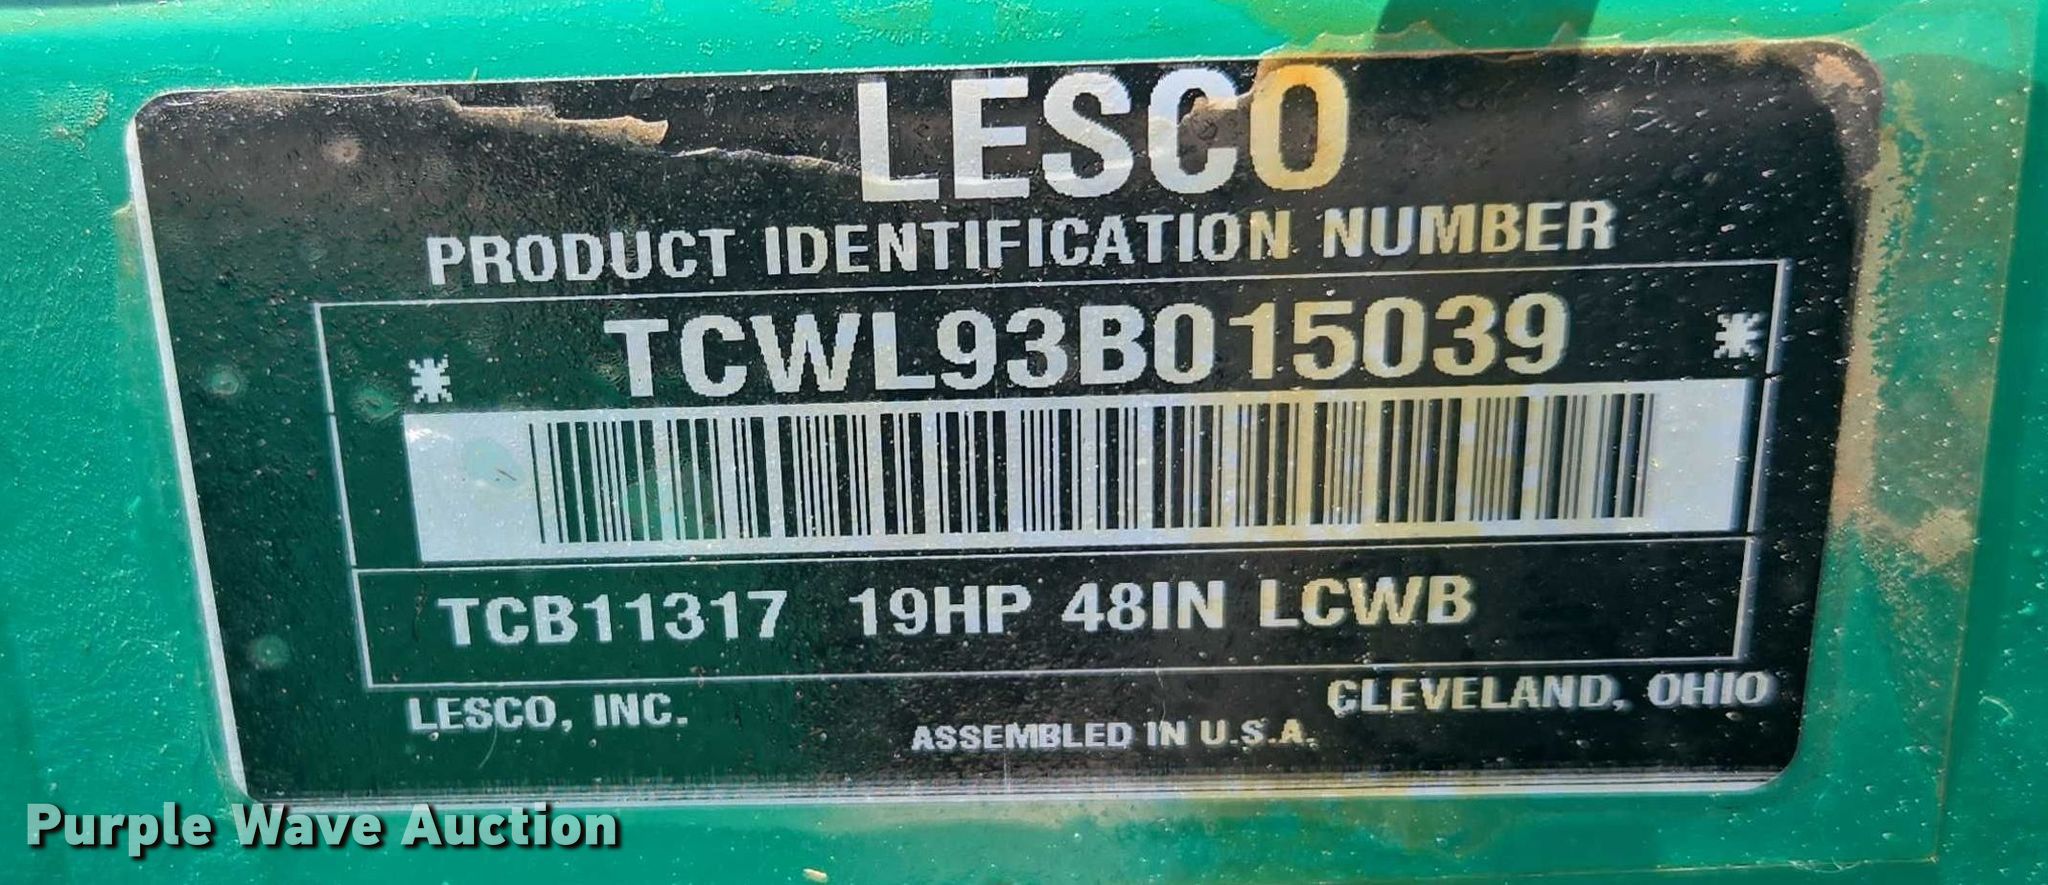 LESCO
PRODUCT IDENTIFICATION NUMBER
* TCWL93B015039 *
TCB11317 19HP 48IN LCWB
LESCO, INC. CLEVELAND, OHIO
ASSEMBLED IN U.S.A.
Purple Wave Auction